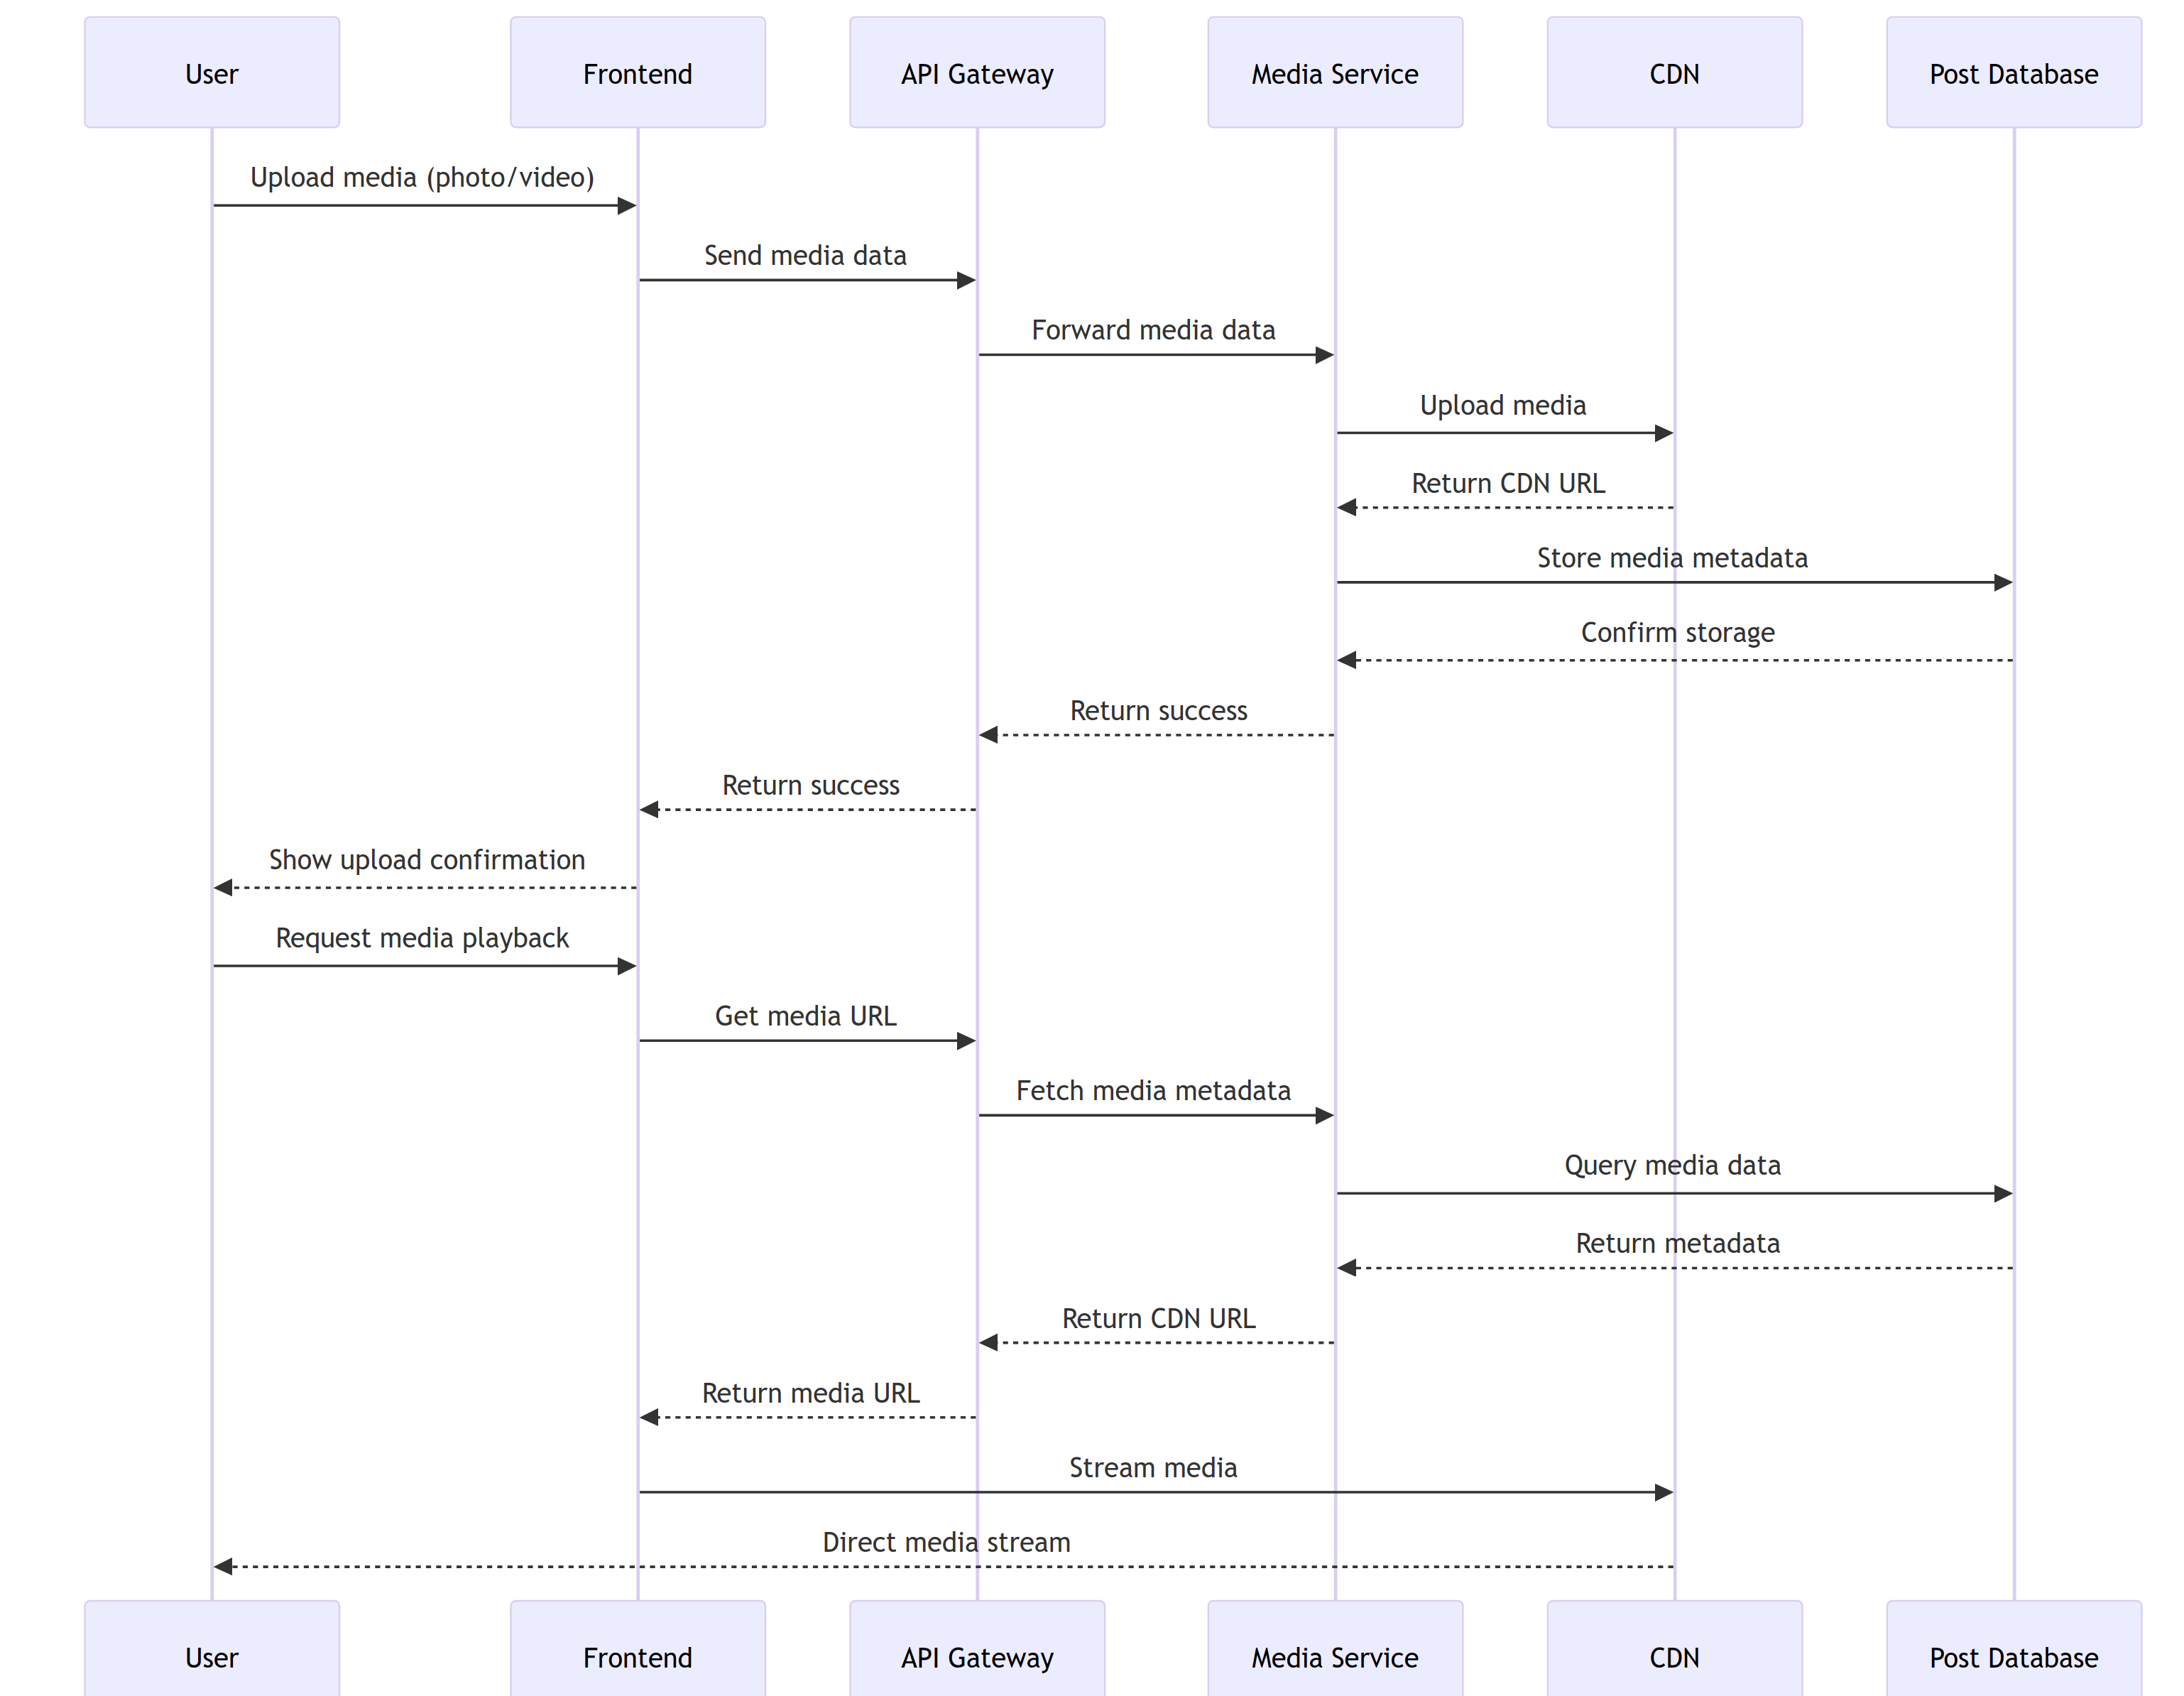 User
Frontend
API Gateway
Media Service
CDN
Post Database
Upload media (photo/video)
Send media data
Forward media data
Upload media
Return CDN URL
Store media metadata
Confirm storage
Return success
Return success
Show upload confirmation
Request media playback
Get media URL
Fetch media metadata
Query media data
Return metadata
Return CDN URL
Return media URL
Stream media
Direct media stream
User
Frontend
API Gateway
Media Service
CDN
Post Database